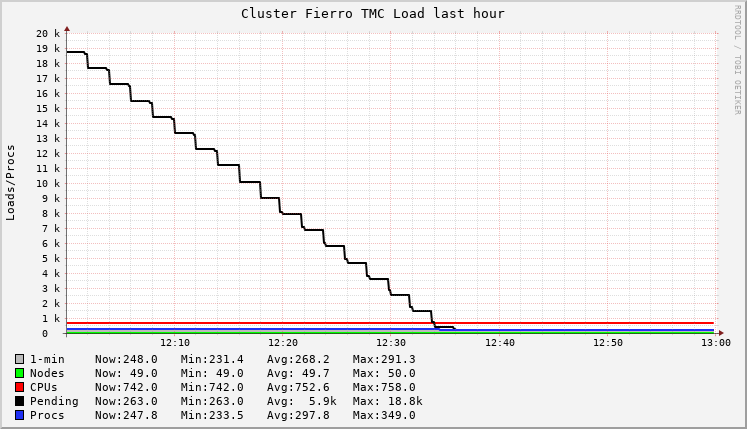 Cluster Fierro TMC Load last hour
RRDTOOL / TOBI OETIKER
Loads/Procs
20 k
19 k
18 k
17 k
16 k
15 k
14 k
13 k
12 k
11 k
10 k
9 k
8 k
7 k
6 k
5 k
4 k
3 k
2 k
1 k
0
12:10 12:20 12:30 12:40 12:50 13:00
1-min Now:248.0 Min:231.4 Avg:268.2 Max:291.3
Nodes Now: 49.0 Min: 49.0 Avg: 49.7 Max: 50.0
CPUs Now:742.0 Min:742.0 Avg:752.6 Max:758.0
Pending Now:263.0 Min:263.0 Avg: 5.9k Max: 18.8k
Procs Now:247.8 Min:233.5 Avg:297.8 Max:349.0